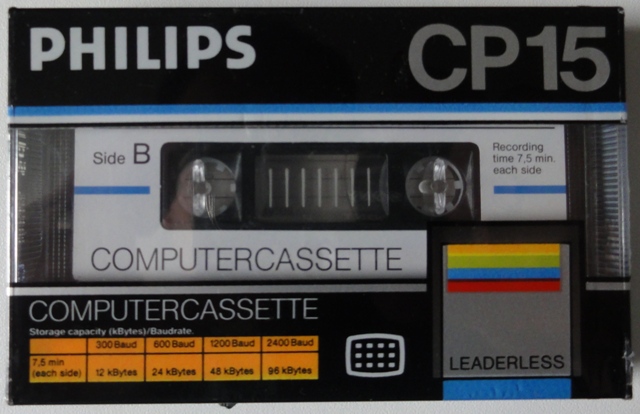 PHILIPS
CP15
Side B
Recording
time 7,5 min.
each side
COMPUTERCASSETTE
COMPUTERCASSETTE
Storage capacity (kBytes)/Baudrate.
300 Baud 600 Baud 1200 Baud 2400 Baud
7,5 min
(each side) 12 kBytes 24 kBytes 48 kBytes 96 kBytes
LEADERLESS